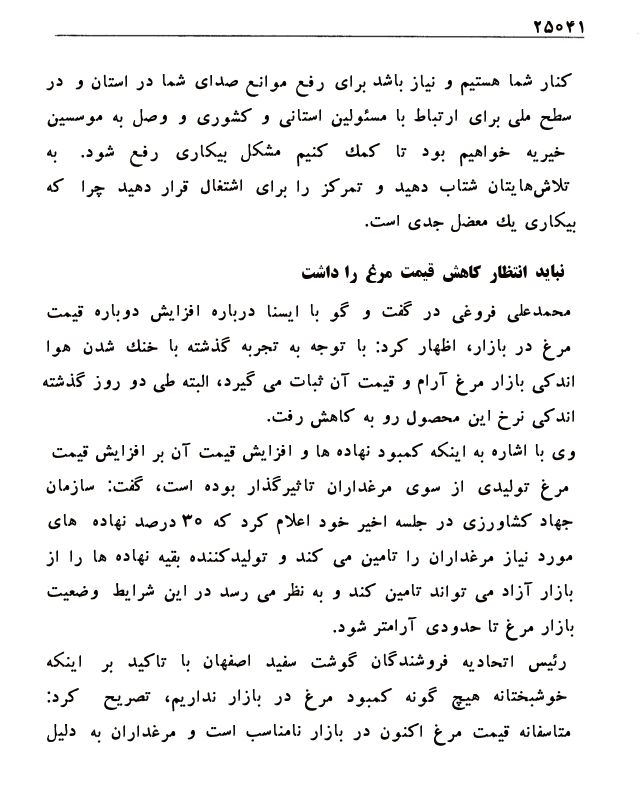 ۲۵۰۴۱
کنار شما هستیم و نیاز باشد برای رفع موانع صدای شما در استان و در
سطح ملی برای ارتباط با مسئولین استانی و کشوری و وصل به موسسین
خیریه خواهیم بود تا کمك کنیم مشکل بیکاری رفع شود. به
تلاش‌هایتان شتاب دهید و تمرکز را برای اشتغال قرار دهید چرا که
بیکاری یك معضل جدی است.
نباید انتظار کاهش قیمت مرغ را داشت
محمدعلی فروغی در گفت و گو با ایسنا درباره افزایش دوباره قیمت
مرغ در بازار، اظهار کرد: با توجه به تجربه گذشته با خنك شدن هوا
اندکی بازار مرغ آرام و قیمت آن ثبات می گیرد، البته طی دو روز گذشته
اندکی نرخ این محصول رو به کاهش رفت.
وی با اشاره به اینکه کمبود نهاده ها و افزایش قیمت آن بر افزایش قیمت
مرغ تولیدی از سوی مرغداران تاثیرگذار بوده است، گفت: سازمان
جهاد کشاورزی در جلسه اخیر خود اعلام کرد که ۳۰ درصد نهاده های
مورد نیاز مرغداران را تامین می کند و تولیدکننده بقیه نهاده ها را از
بازار آزاد می تواند تامین کند و به نظر می رسد در این شرایط وضعیت
بازار مرغ تا حدودی آرامتر شود.
رئیس اتحادیه فروشندگان گوشت سفید اصفهان با تاکید بر اینکه
خوشبختانه هیچ گونه کمبود مرغ در بازار نداریم، تصریح کرد:
متاسفانه قیمت مرغ اکنون در بازار نامناسب است و مرغداران به دلیل